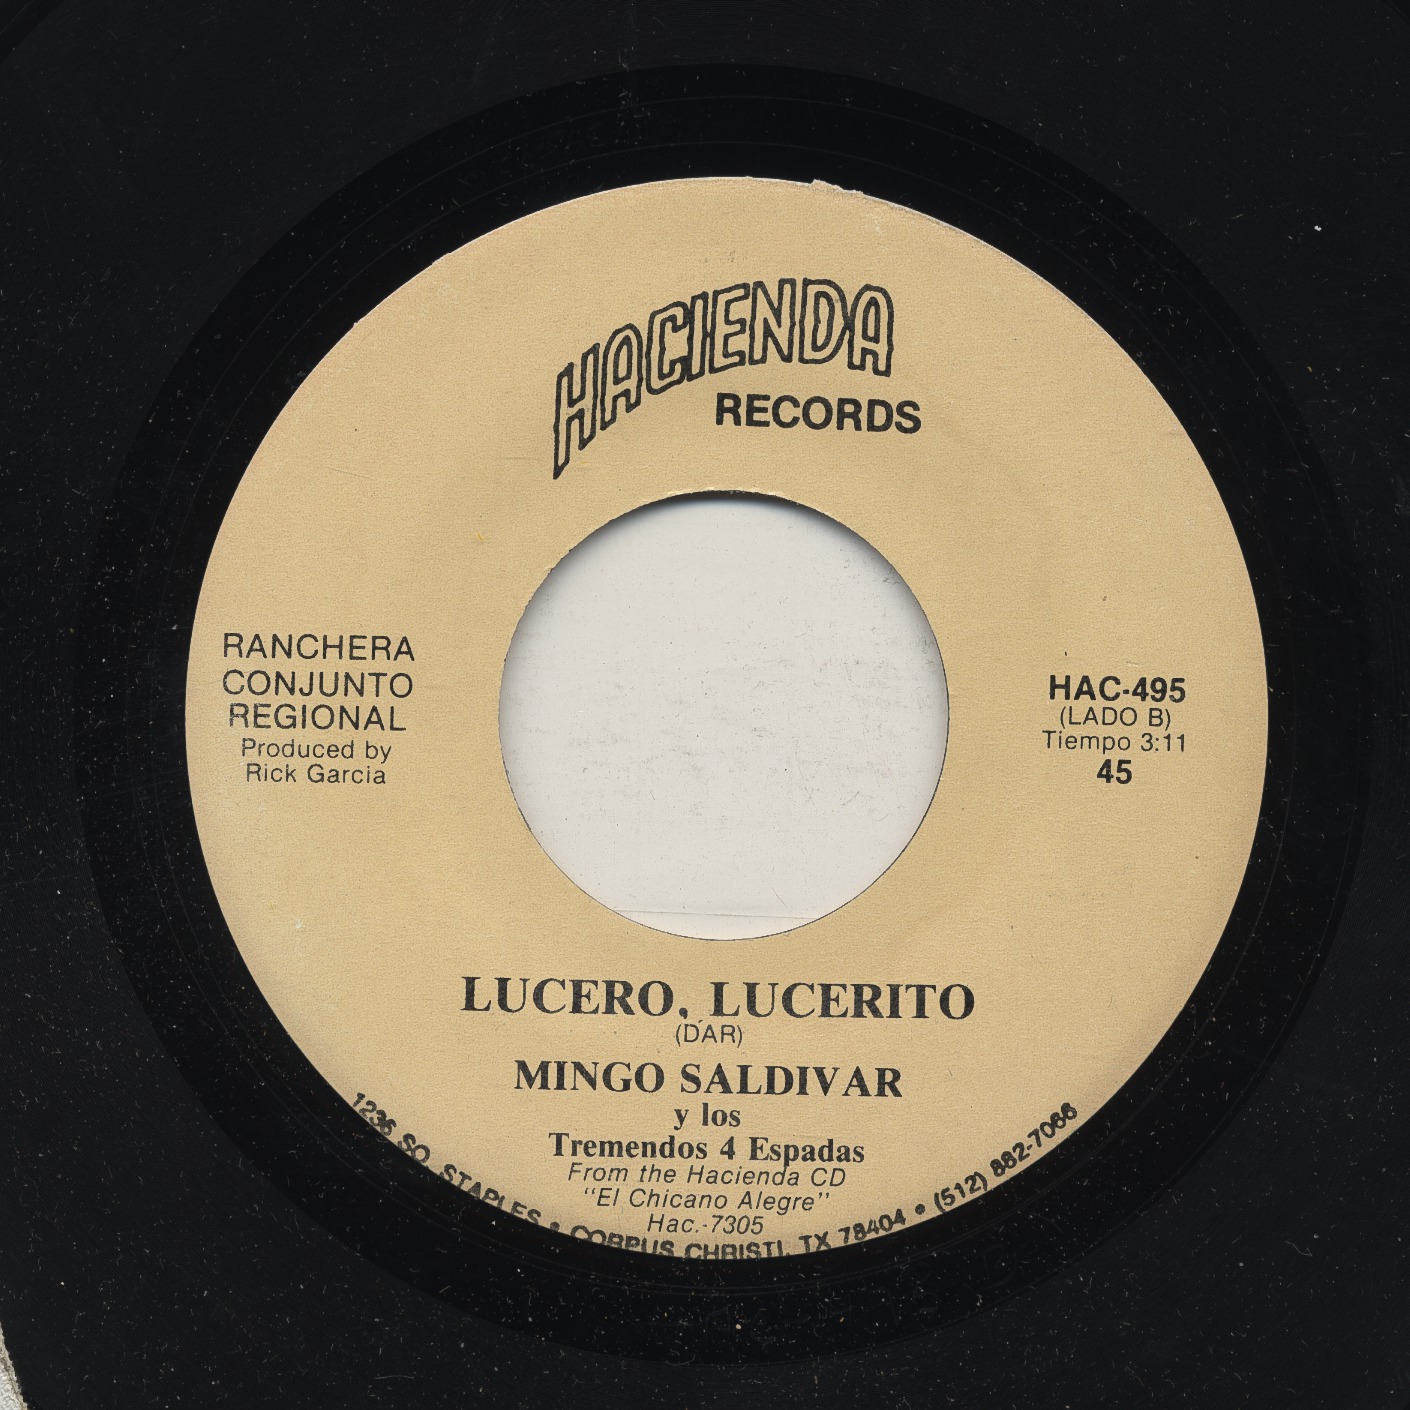 HACIENDA
RECORDS
RANCHERA
CONJUNTO
REGIONAL
Produced by
Rick Garcia
HAC-495
(LADO B)
Tiempo 3:11
45
LUCERO, LUCERITO
(DAR)
MINGO SALDIVAR
y los
Tremendos 4 Espadas
From the Hacienda CD
"El Chicano Alegre"
Hac.-7305
1236 SO. STAPLES • CORPUS CHRISTI, TX 78404 • (512) 882-7066